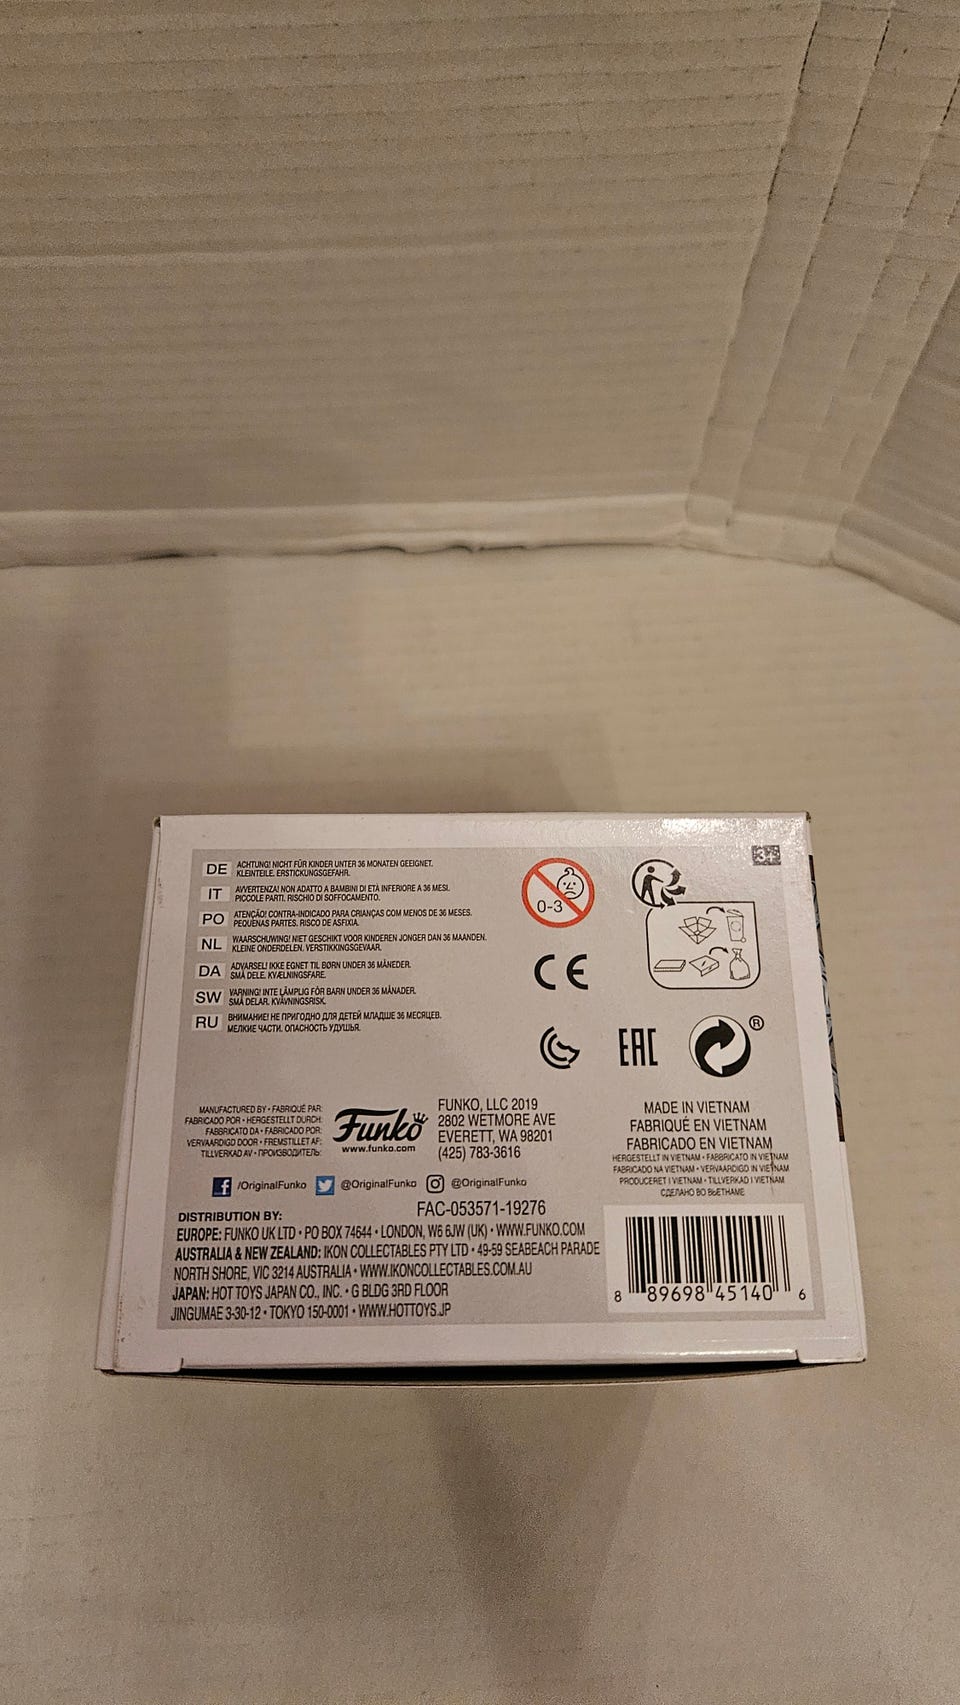 3+
DE ACHTUNG! NICHT FÜR KINDER UNTER 36 MONATEN GEEIGNET.
KLEINTEILE. ERSTICKUNGSGEFAHR.
IT AVVERTENZA! NON ADATTO A BAMBINI DI ETÀ INFERIORE A 36 MESI.
PICCOLE PARTI. RISCHIO DI SOFFOCAMENTO.
PO ATENÇÃO! CONTRA-INDICADO PARA CRIANÇAS COM MENOS DE 36 MESES.
PEQUENAS PARTES. RISCO DE ASFIXIA.
NL WAARSCHUWING! NIET GESCHIKT VOOR KINDEREN JONGER DAN 36 MAANDEN.
KLEINE ONDERDELEN. VERSTIKKINGSGEVAAR.
DA ADVARSEL! IKKE EGNET TIL BØRN UNDER 36 MÅNEDER.
SMÅ DELE. KVÆLNINGSFARE.
SW VARNING! INTE LÄMPLIG FÖR BARN UNDER 36 MÅNADER.
SMÅ DELAR. KVÄVNINGSRISK.
RU ВНИМАНИЕ! НЕ ПРИГОДНО ДЛЯ ДЕТЕЙ МЛАДШЕ 36 МЕСЯЦЕВ.
МЕЛКИЕ ЧАСТИ. ОПАСНОСТЬ УДУШЬЯ.
0-3
CE
EAC
®
MANUFACTURED BY • FABRIQUÉ PAR:
FABRICADO POR • HERGESTELLT DURCH:
FABBRICATO DA • FABRICADO POR:
VERVAARDIGD DOOR • FREMSTILLET AF:
TILLVERKAD AV • ПРОИЗВОДИТЕЛЬ:
Funko
www.funko.com
FUNKO, LLC 2019
2802 WETMORE AVE
EVERETT, WA 98201
(425) 783-3616
/OriginalFunko @OriginalFunko @OriginalFunko
FAC-053571-19276
DISTRIBUTION BY:
EUROPE: FUNKO UK LTD • PO BOX 74644 • LONDON, W6 6JW (UK) • WWW.FUNKO.COM
AUSTRALIA & NEW ZEALAND: IKON COLLECTABLES PTY LTD • 49-59 SEABEACH PARADE
NORTH SHORE, VIC 3214 AUSTRALIA • WWW.IKONCOLLECTABLES.COM.AU
JAPAN: HOT TOYS JAPAN CO., INC. • G BLDG 3RD FLOOR
JINGUMAE 3-30-12 • TOKYO 150-0001 • WWW.HOTTOYS.JP
MADE IN VIETNAM
FABRIQUÉ EN VIETNAM
FABRICADO EN VIETNAM
HERGESTELLT IN VIETNAM • FABBRICATO IN VIETNAM
FABRICADO NA VIETNAM • VERVAARDIGD IN VIETNAM
PRODUCERET I VIETNAM • TILLVERKAD I VIETNAM
СДЕЛАНО ВО ВЬЕТНАМЕ
8 89698 45140 6